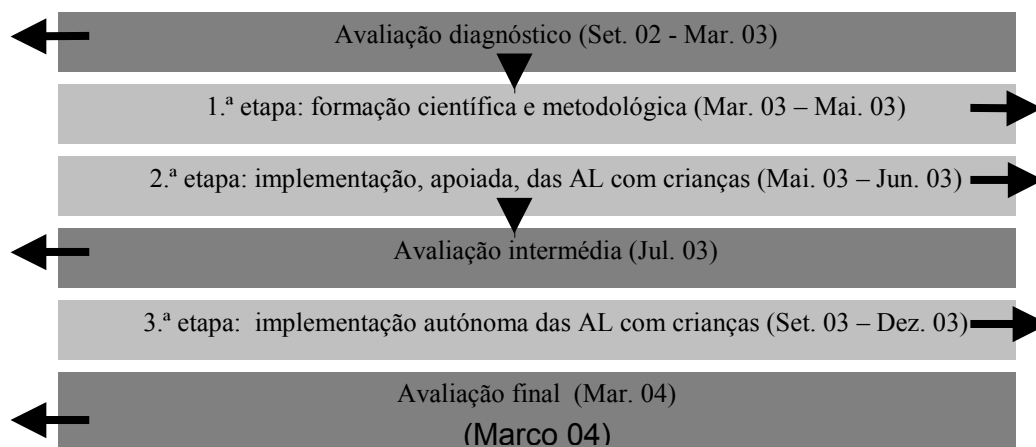 Avaliação diagnóstico (Set. 02 - Mar. 03)
1.ª etapa: formação científica e metodológica (Mar. 03 – Mai. 03)
2.ª etapa: implementação, apoiada, das AL com crianças (Mai. 03 – Jun. 03)
Avaliação intermédia (Jul. 03)
3.ª etapa: implementação autónoma das AL com crianças (Set. 03 – Dez. 03)
Avaliação final (Mar. 04)
(Marco 04)